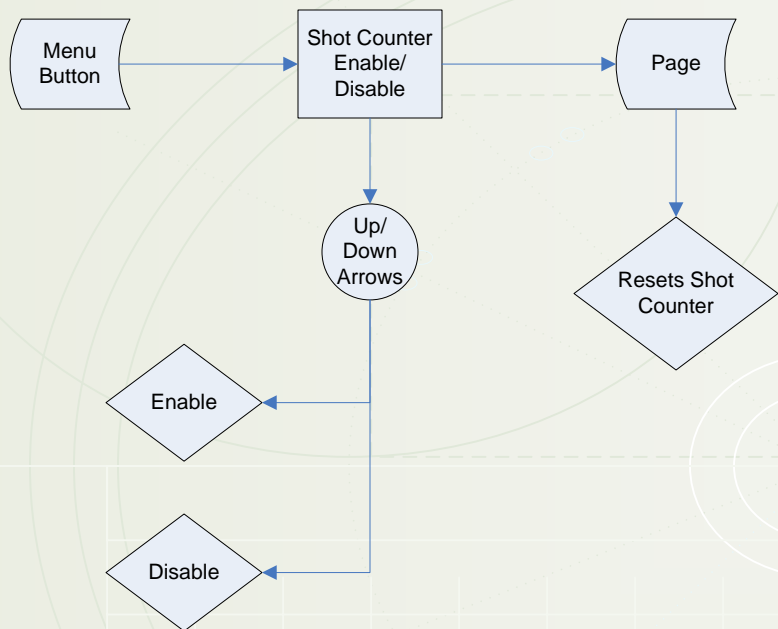 Menu
Button
Shot Counter
Enable/
Disable
Page
Up/
Down
Arrows
Resets Shot
Counter
Enable
Disable